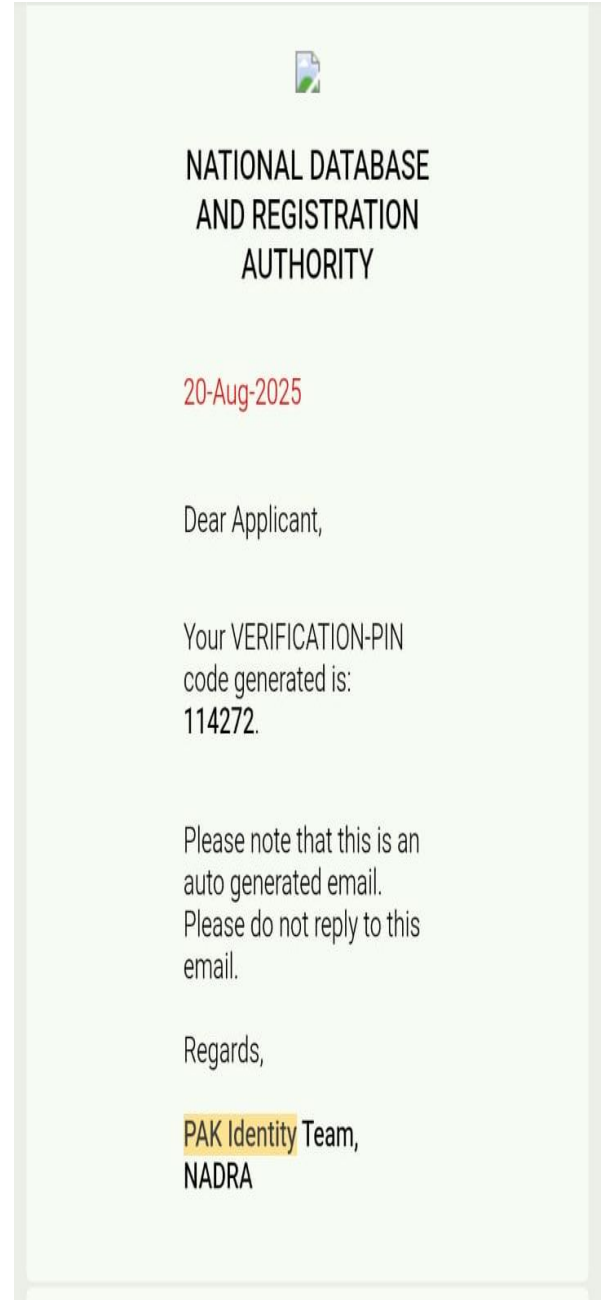 NATIONAL DATABASE
AND REGISTRATION
AUTHORITY
20-Aug-2025
Dear Applicant,
Your VERIFICATION-PIN
code generated is:
114272.
Please note that this is an
auto generated email.
Please do not reply to this
email.
Regards,
PAK Identity Team,
NADRA